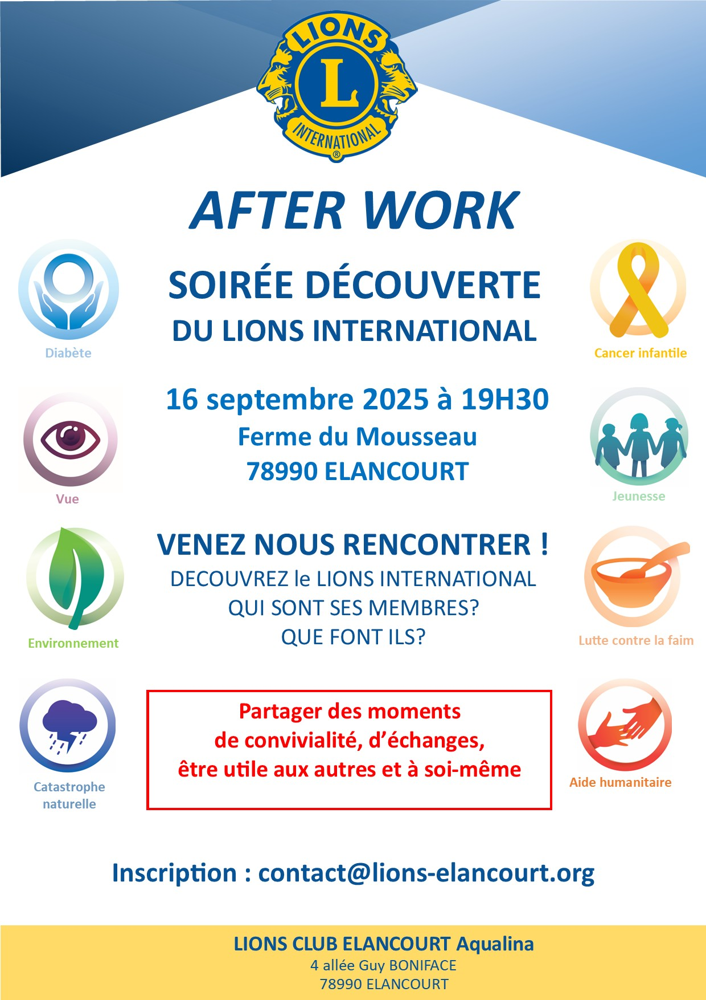 LIONS
L
INTERNATIONAL
®
AFTER WORK
SOIRÉE DÉCOUVERTE
DU LIONS INTERNATIONAL
Diabète
Cancer infantile
16 septembre 2025 à 19H30
Ferme du Mousseau
78990 ELANCOURT
Vue
Jeunesse
VENEZ NOUS RENCONTRER !
DECOUVREZ le LIONS INTERNATIONAL
QUI SONT SES MEMBRES?
QUE FONT ILS?
Environnement
Lutte contre la faim
Partager des moments
de convivialité, d’échanges,
être utile aux autres et à soi-même
Catastrophe
naturelle
Aide humanitaire
Inscription : contact@lions-elancourt.org
LIONS CLUB ELANCOURT Aqualina
4 allée Guy BONIFACE
78990 ELANCOURT